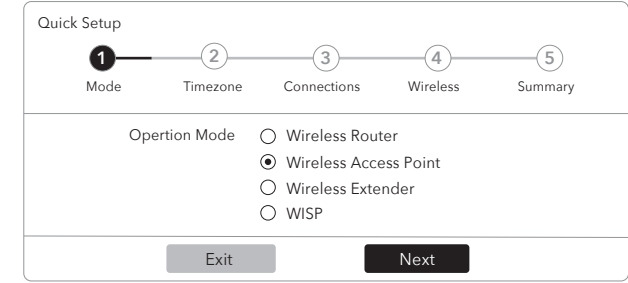 Quick Setup
1 2 3 4 5
Mode Timezone Connections Wireless Summary
Opertion Mode Wireless Router
Wireless Access Point
Wireless Extender
WISP
Exit Next